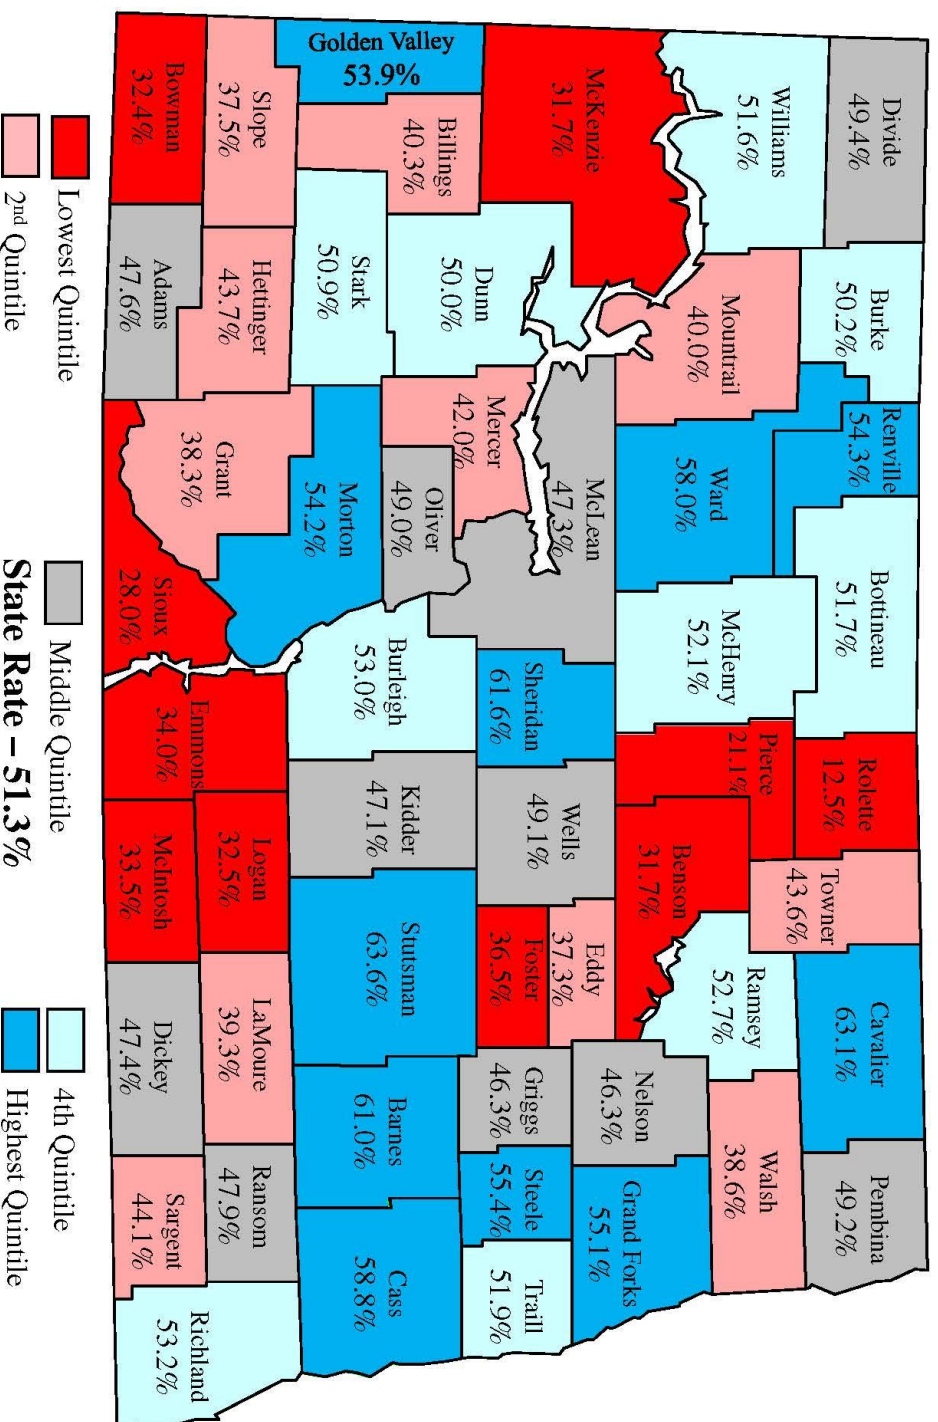 Divide
49.4%
Burke
50.2%
Renville
54.3%
Bottineau
51.7%
Rolette
12.5%
Towner
43.6%
Cavalier
63.1%
Pembina
49.2%
Williams
51.6%
Mountrail
40.0%
Ward
58.0%
McHenry
52.1%
Pierce
21.1%
Benson
31.7%
Ramsey
52.7%
Walsh
38.6%
McKenzie
31.7%
McLean
47.3%
Sheridan
61.6%
Wells
49.1%
Eddy
37.3%
Foster
36.5%
Nelson
46.3%
Grand Forks
55.1%
Golden Valley
53.9%
Billings
40.3%
Dunn
50.0%
Mercer
42.0%
Oliver
49.0%
Burleigh
53.0%
Kidder
47.1%
Stutsman
63.6%
Griggs
46.3%
Steele
55.4%
Traill
51.9%
Stark
50.9%
Morton
54.2%
Barnes
61.0%
Cass
58.8%
Slope
37.5%
Hettinger
43.7%
Grant
38.3%
Emmons
34.0%
Logan
32.5%
LaMoure
39.3%
Ransom
47.9%
Bowman
32.4%
Adams
47.6%
Sioux
28.0%
McIntosh
33.5%
Dickey
47.4%
Sargent
44.1%
Richland
53.2%
Lowest Quintile
2nd Quintile
Middle Quintile
4th Quintile
Highest Quintile
State Rate – 51.3%